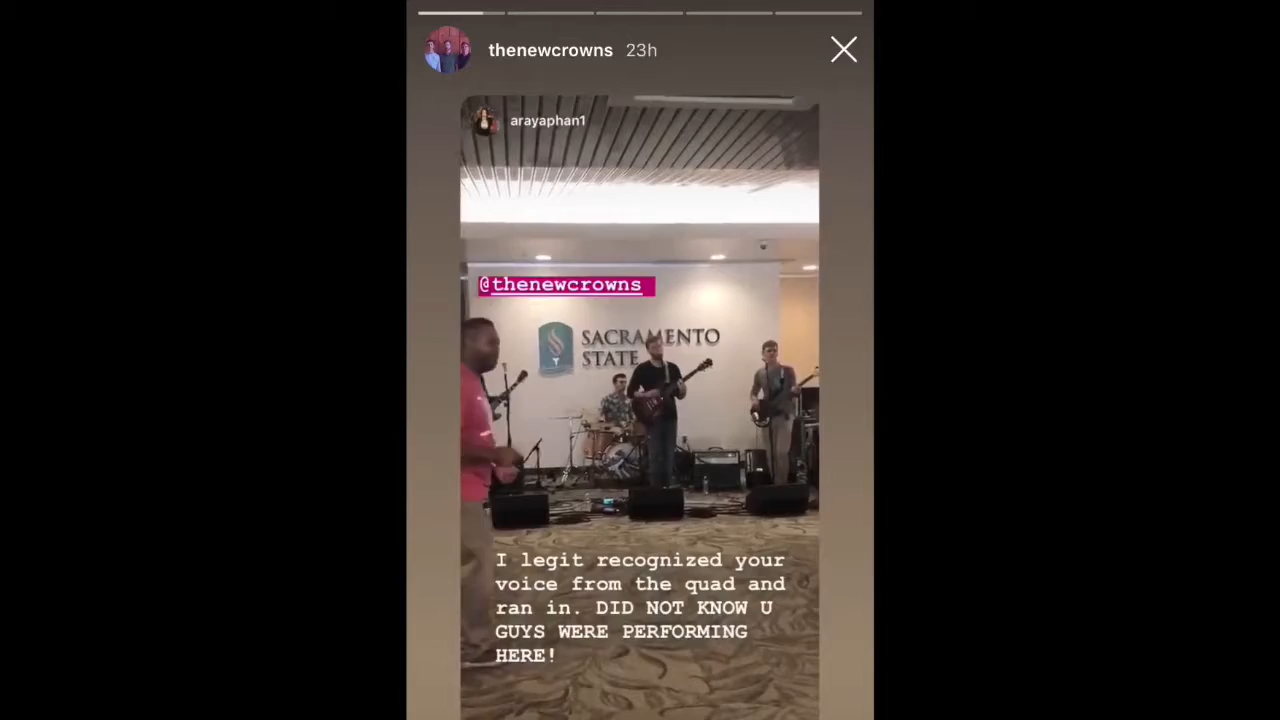 thenewcrowns 23h
arayaphan1
@thenewcrowns
SACRAMENTO
STATE
I legit recognized your
voice from the quad and
ran in. DID NOT KNOW U
GUYS WERE PERFORMING
HERE!